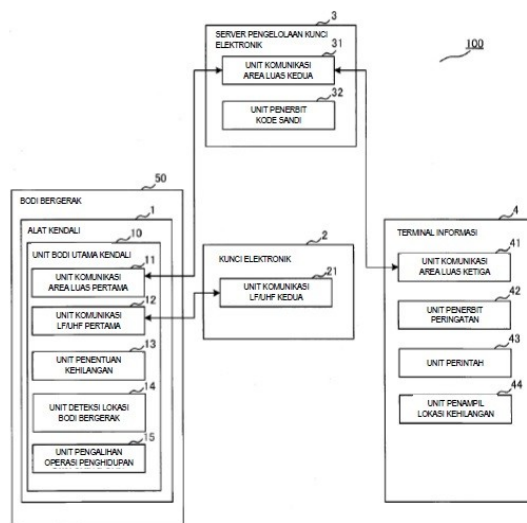 3
SERVER PENGELOLAAN KUNCI
ELEKTRONIK
31
UNIT KOMUNIKASI
AREA LUAS KEDUA
32
UNIT PENERBIT
KODE SANDI
100
50
BODI BERGERAK
1
ALAT KENDALI
10
UNIT BODI UTAMA KENDALI
11
UNIT KOMUNIKASI
AREA LUAS PERTAMA
12
UNIT KOMUNIKASI
LF/UHF PERTAMA
13
UNIT PENENTUAN
KEHILANGAN
14
UNIT DETEKSI LOKASI
BODI BERGERAK
15
UNIT PENGALIHAN
OPERASI PENGHIDUPAN
2
KUNCI ELEKTRONIK
21
UNIT KOMUNIKASI
LF/UHF KEDUA
4
TERMINAL INFORMASI
41
UNIT KOMUNIKASI
AREA LUAS KETIGA
42
UNIT PENERBIT
PERINGATAN
43
UNIT PERINTAH
44
UNIT PENAMPIL
LOKASI KEHILANGAN